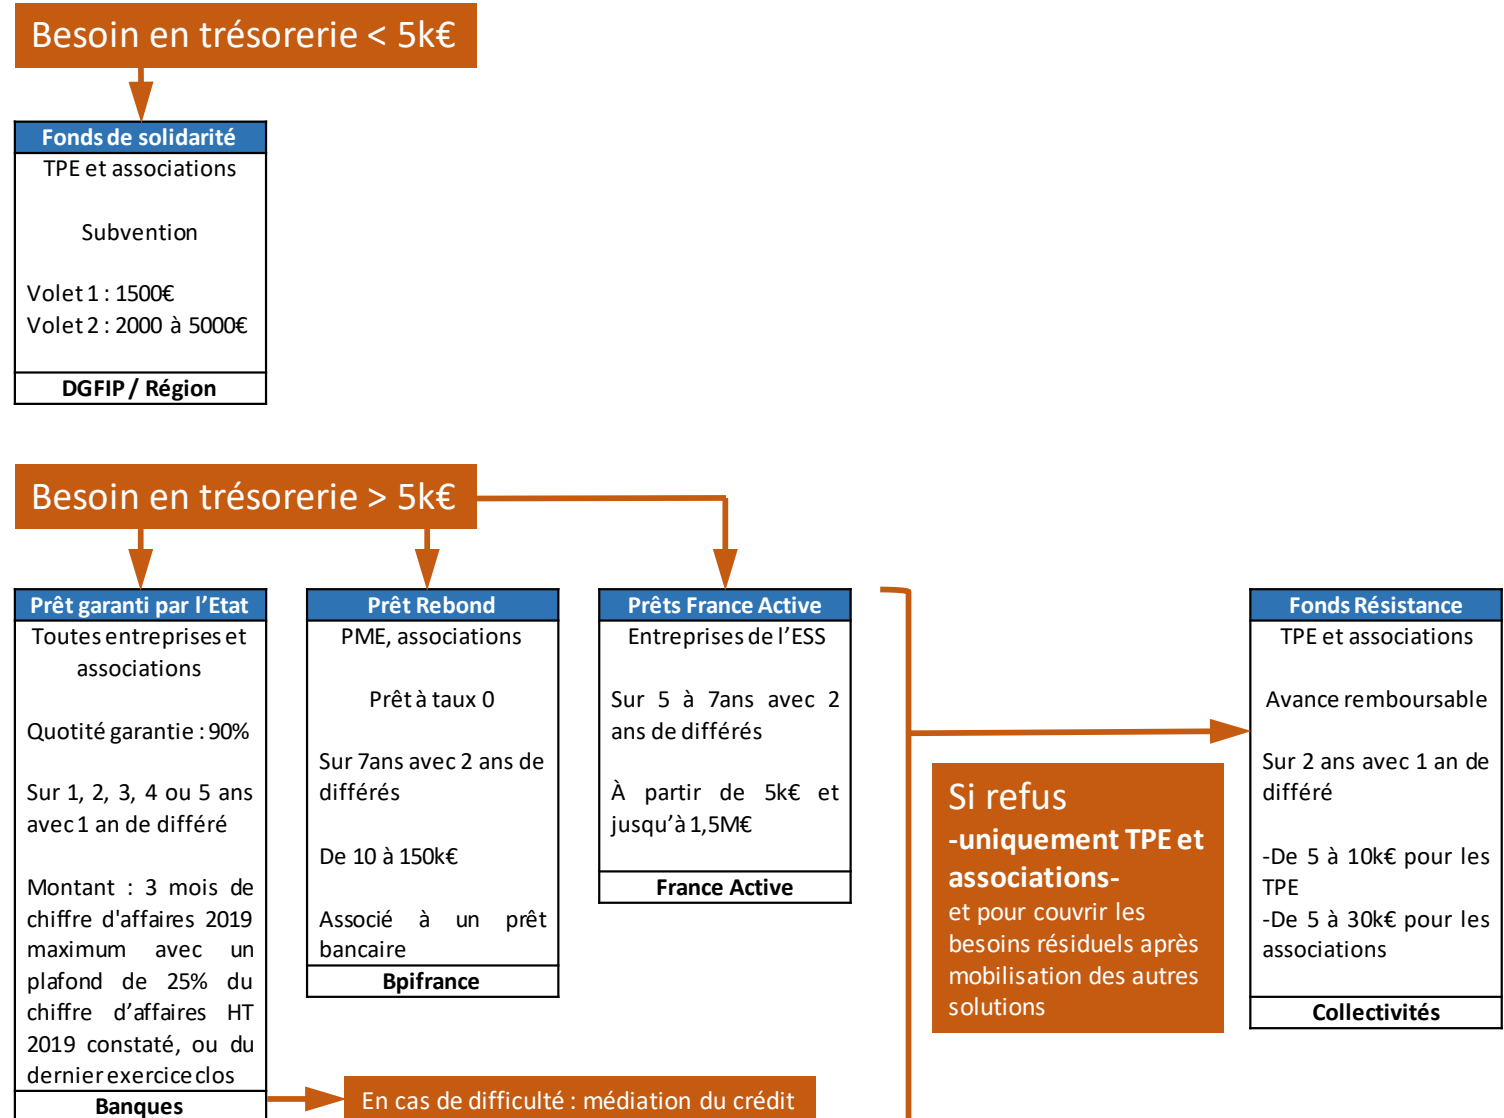 Besoin en trésorerie < 5k€
Fonds de solidarité
TPE et associations
Subvention
Volet 1 : 1500€
Volet 2 : 2000 à 5000€
DGFIP / Région
Besoin en trésorerie > 5k€
Prêt garanti par l’Etat
Toutes entreprises et
associations
Quotité garantie : 90%
Sur 1, 2, 3, 4 ou 5 ans
avec 1 an de différé
Montant : 3 mois de
chiffre d'affaires 2019
maximum avec un
plafond de 25% du
chiffre d’affaires HT
2019 constaté, ou du
dernier exercice clos
Banques
En cas de difficulté : médiation du crédit
Prêt Rebond
PME, associations
Prêt à taux 0
Sur 7ans avec 2 ans de
différés
De 10 à 150k€
Associé à un prêt
bancaire
Bpifrance
Prêts France Active
Entreprises de l’ESS
Sur 5 à 7ans avec 2
ans de différés
À partir de 5k€ et
jusqu’à 1,5M€
France Active
Si refus
-uniquement TPE et
associations-
et pour couvrir les
besoins résiduels après
mobilisation des autres
solutions
Fonds Résistance
TPE et associations
Avance remboursable
Sur 2 ans avec 1 an de
différé
-De 5 à 10k€ pour les
TPE
-De 5 à 30k€ pour les
associations
Collectivités